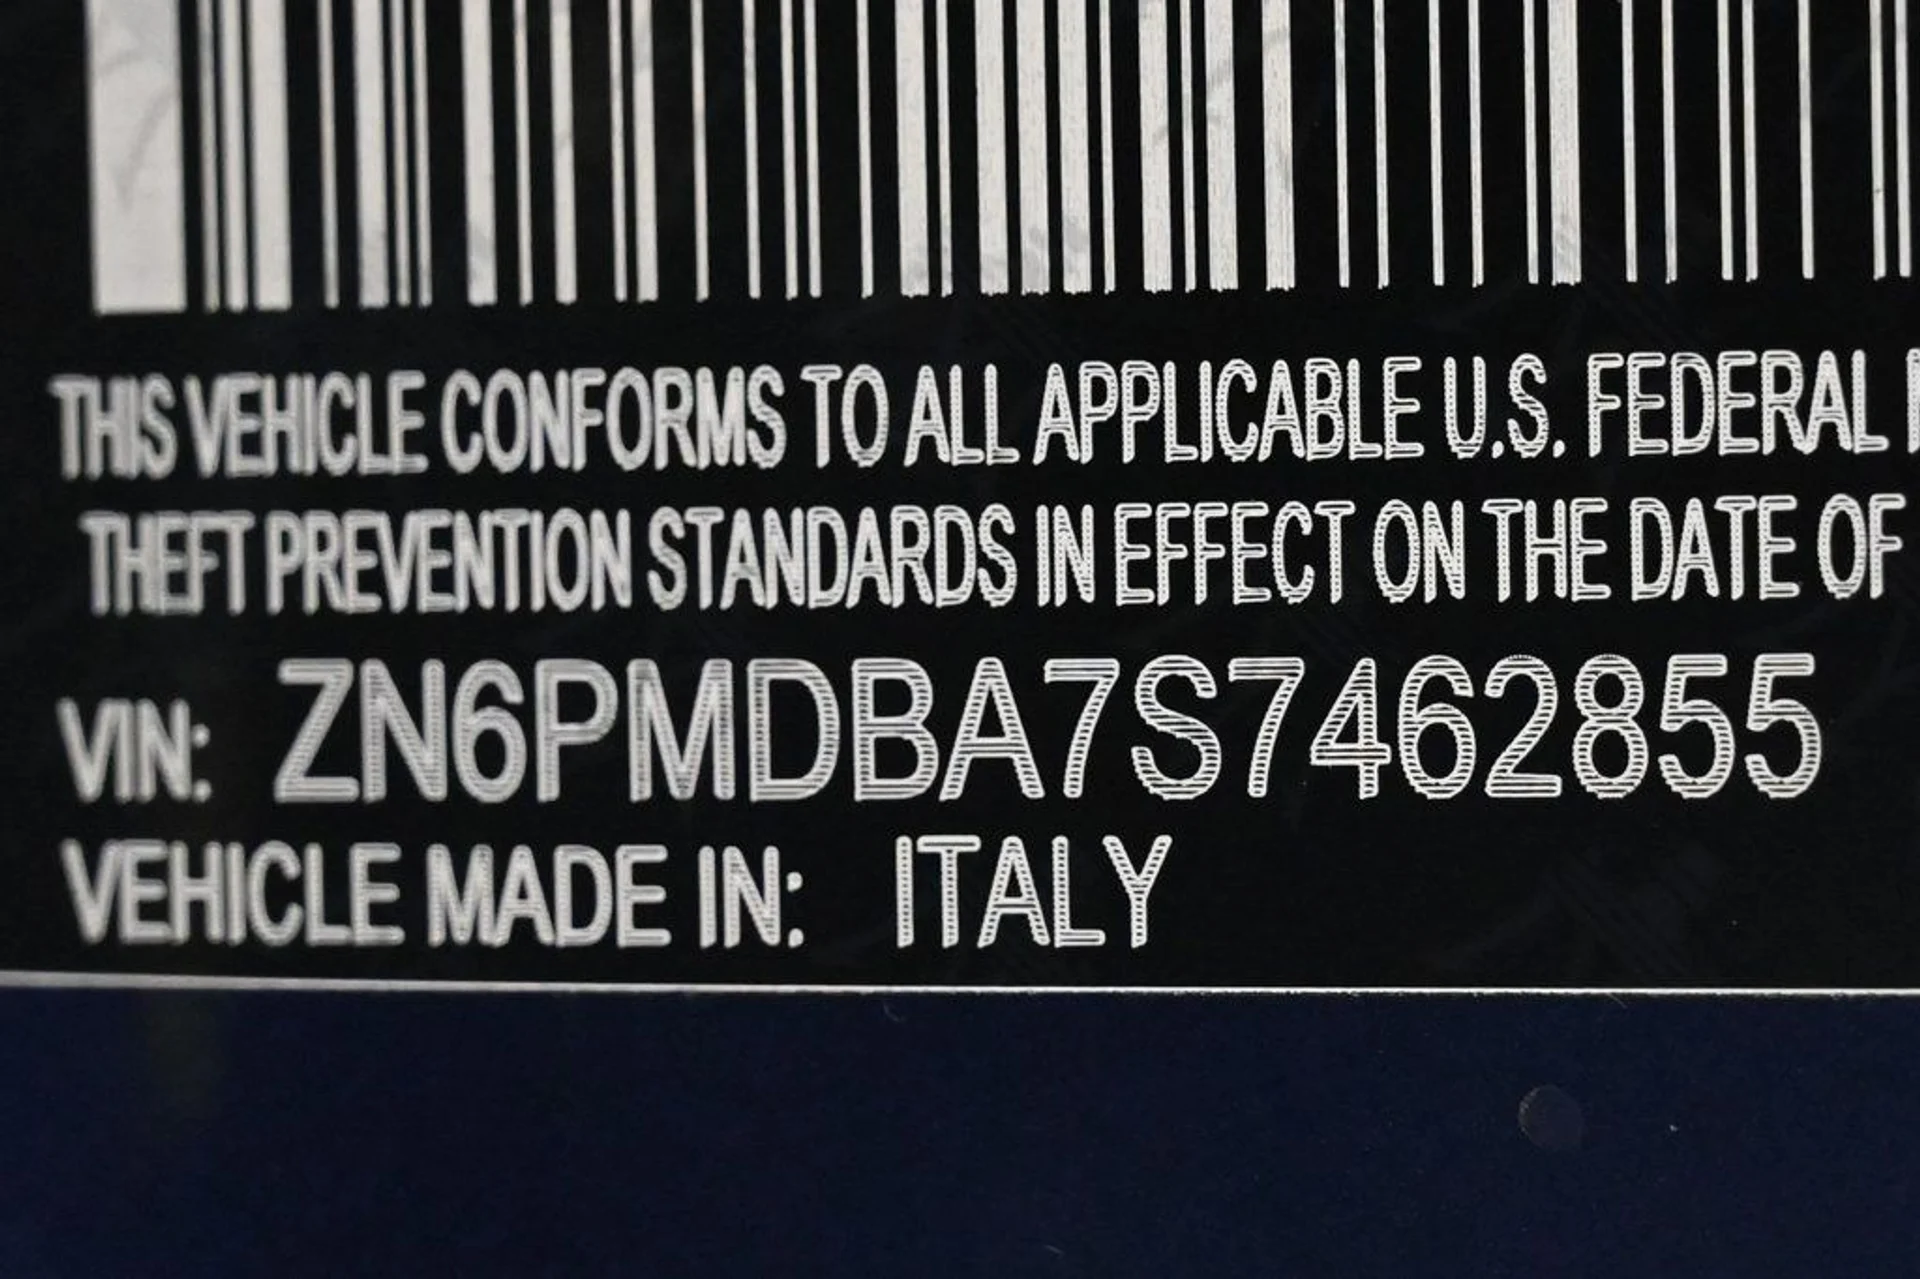 THIS VEHICLE CONFORMS TO ALL APPLICABLE U.S. FEDERAL
THEFT PREVENTION STANDARDS IN EFFECT ON THE DATE OF
VIN: ZN6PMDBA7S7462855
VEHICLE MADE IN: ITALY